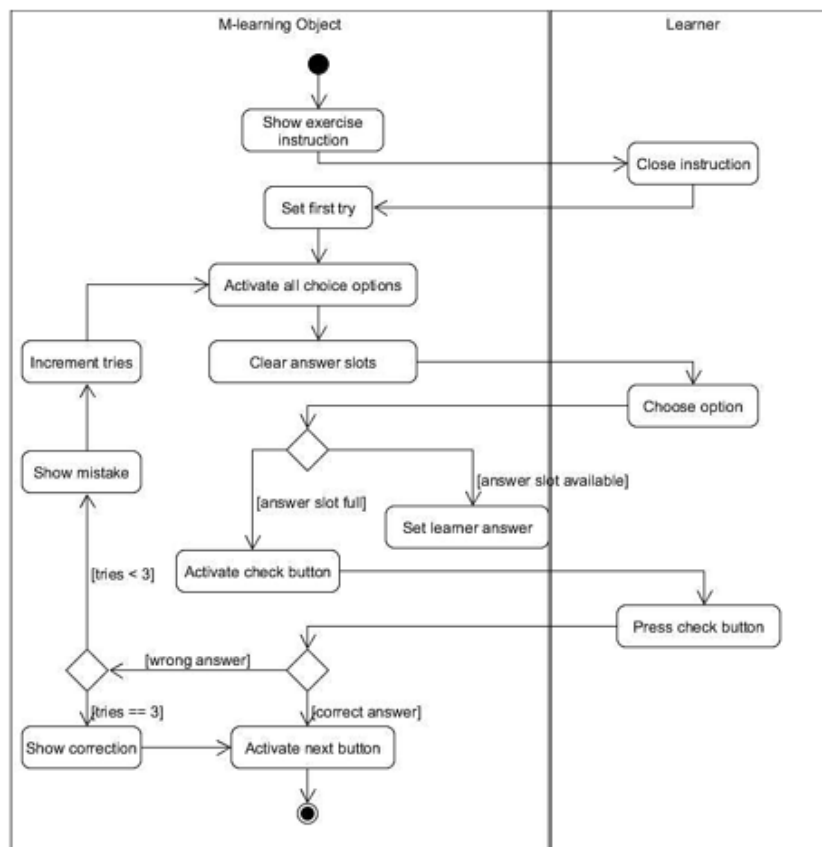 M-learning Object
Learner
Show exercise
instruction
Close instruction
Set first try
Activate all choice options
Increment tries
Clear answer slots
Choose option
Show mistake
[answer slot available]
[answer slot full]
Set learner answer
Activate check button
[tries < 3]
Press check button
[wrong answer]
[tries == 3]
[correct answer]
Show correction
Activate next button